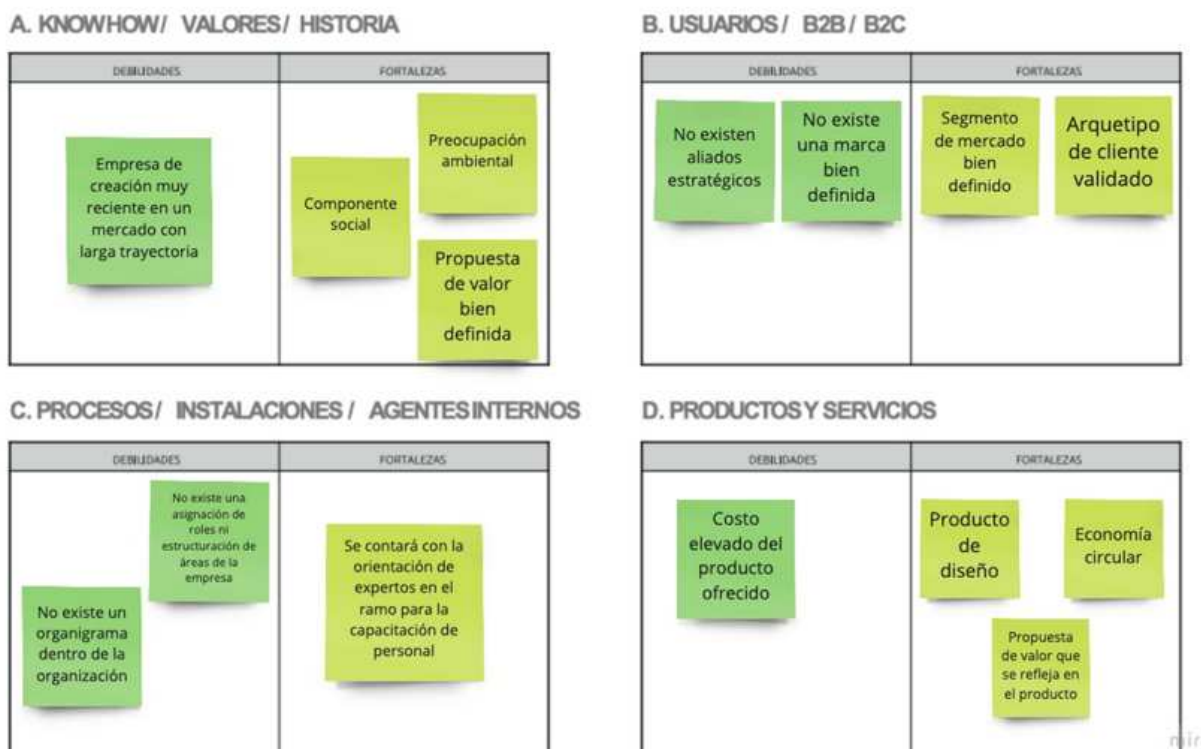 A. KNOWHOW / VALORES / HISTORIA
DEBILIDADES
FORTALEZAS
Empresa de
creación muy
reciente en un
mercado con
larga trayectoria
Componente
social
Preocupación
ambiental
Propuesta
de valor
bien
definida
B. USUARIOS / B2B / B2C
DEBILIDADES
FORTALEZAS
No existen
aliados
estratégicos
No existe
una marca
bien
definida
Segmento
de mercado
bien
definido
Arquetipo
de cliente
validado
C. PROCESOS / INSTALACIONES / AGENTES INTERNOS
DEBILIDADES
FORTALEZAS
No existe una
asignación de
roles ni
estructuración de
áreas de la
empresa
No existe un
organigrama
dentro de la
organización
Se contará con la
orientación de
expertos en el
ramo para la
capacitación de
personal
D. PRODUCTOS Y SERVICIOS
DEBILIDADES
FORTALEZAS
Costo
elevado del
producto
ofrecido
Producto
de
diseño
Economía
circular
Propuesta
de valor que
se refleja en
el producto